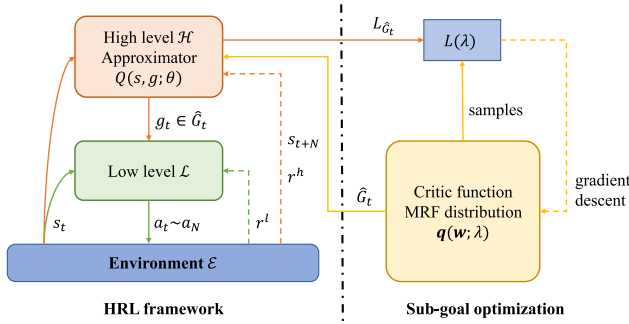 High level ℋ
Approximator
Q(s, g; θ)
L_{Ĝ_t}
L(λ)
g_t ∈ Ĝ_t
s_{t+N}
r^h
samples
Low level ℒ
Critic function
MRF distribution
q(w; λ)
Ĝ_t
gradient
descent
s_t
a_t~a_N
r^l
Environment ℰ
HRL framework
Sub-goal optimization